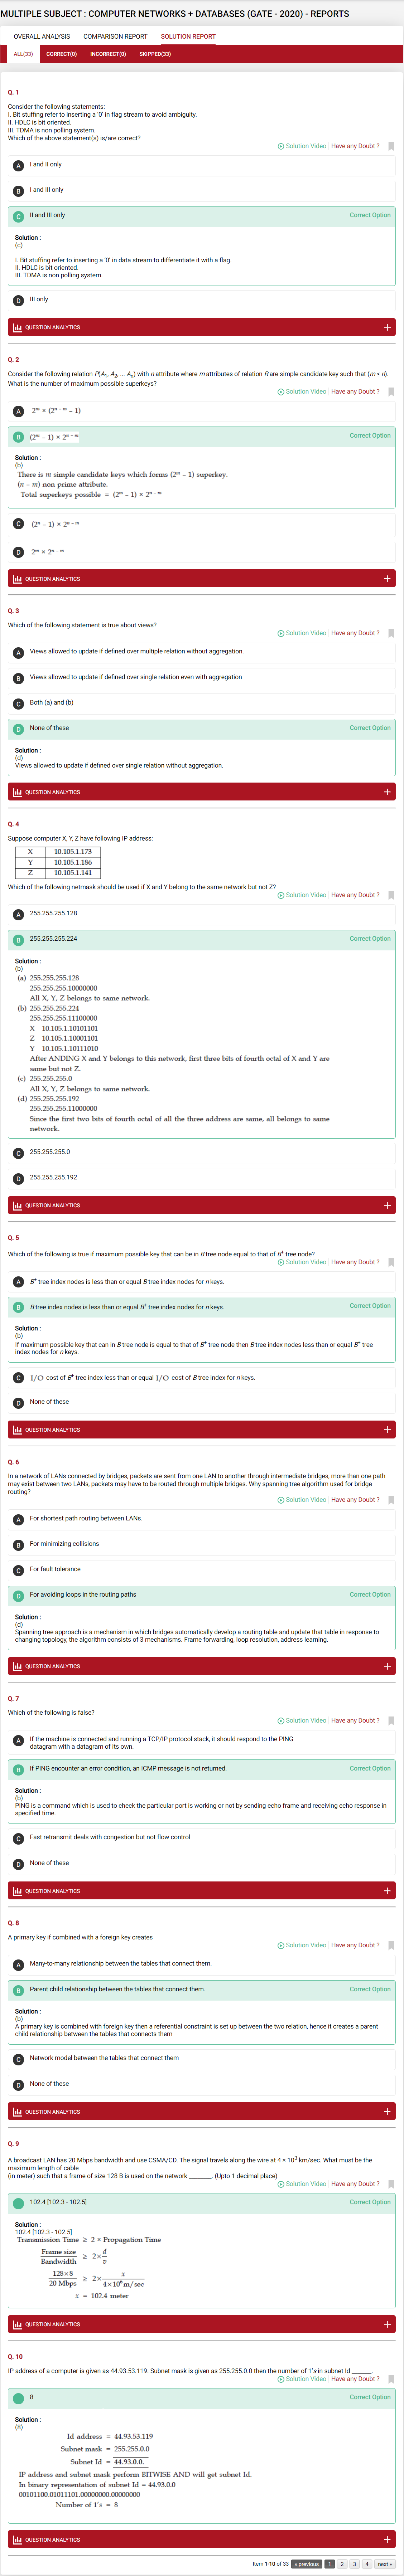 MULTIPLE SUBJECT : COMPUTER NETWORKS + DATABASES (GATE - 2020) - REPORTS
OVERALL ANALYSIS COMPARISON REPORT SOLUTION REPORT
ALL(33) CORRECT(0) INCORRECT(0) SKIPPED(33)
Q. 1
Consider the following statements:
I. Bit stuffing refer to inserting a '0' in flag stream to avoid ambiguity.
II. HDLC is bit oriented.
III. TDMA is non polling system.
Which of the above statement(s) is/are correct?
Solution Video Have any Doubt ?
A I and II only
B I and III only
C II and III only Correct Option
Solution :
(c)
I. Bit stuffing refer to inserting a '0' in data stream to differentiate it with a flag.
II. HDLC is bit oriented.
III. TDMA is non polling system.
D III only
QUESTION ANALYTICS +
Q. 2
Consider the following relation P(A1, A2, ... An) with n attribute where m attributes of relation R are simple candidate key such that (m ≤ n).
What is the number of maximum possible superkeys?
Solution Video Have any Doubt ?
A 2^m × (2^(n – m) – 1)
B (2^m – 1) × 2^(n – m) Correct Option
Solution :
(b)
There is m simple candidate keys which forms (2^m – 1) superkey.
(n – m) non prime attribute.
Total superkeys possible = (2^m – 1) × 2^(n – m)
C (2^n – 1) × 2^(n – m)
D 2^m × 2^(n – m)
QUESTION ANALYTICS +
Q. 3
Which of the following statement is true about views?
Solution Video Have any Doubt ?
A Views allowed to update if defined over multiple relation without aggregation.
B Views allowed to update if defined over single relation even with aggregation
C Both (a) and (b)
D None of these Correct Option
Solution :
(d)
Views allowed to update if defined over single relation without aggregation.
QUESTION ANALYTICS +
Q. 4
Suppose computer X, Y, Z have following IP address:
X 10.105.1.173
Y 10.105.1.186
Z 10.105.1.141
Which of the following netmask should be used if X and Y belong to the same network but not Z?
Solution Video Have any Doubt ?
A 255.255.255.128
B 255.255.255.224 Correct Option
Solution :
(b)
(a) 255.255.255.128
255.255.255.10000000
All X, Y, Z belongs to same network.
(b) 255.255.255.224
255.255.255.11100000
X 10.105.1.10101101
Z 10.105.1.10001101
Y 10.105.1.10111010
After ANDING X and Y belongs to this network, first three bits of fourth octal of X and Y are
same but not Z.
(c) 255.255.255.0
All X, Y, Z belongs to same network.
(d) 255.255.255.192
255.255.255.11000000
Since the first two bits of fourth octal of all the three address are same, all belongs to same
network.
C 255.255.255.0
D 255.255.255.192
QUESTION ANALYTICS +
Q. 5
Which of the following is true if maximum possible key that can be in B tree node equal to that of B+ tree node?
Solution Video Have any Doubt ?
A B+ tree index nodes is less than or equal B tree index nodes for n keys.
B B tree index nodes is less than or equal B+ tree index nodes for n keys. Correct Option
Solution :
(b)
If maximum possible key that can in B tree node is equal to that of B+ tree node then B tree index nodes less than or equal B+ tree
index nodes for n keys.
C I/O cost of B+ tree index less than or equal I/O cost of B tree index for n keys.
D None of these
QUESTION ANALYTICS +
Q. 6
In a network of LANs connected by bridges, packets are sent from one LAN to another through intermediate bridges, more than one path
may exist between two LANs, packets may have to be routed through multiple bridges. Why spanning tree algorithm used for bridge
routing?
Solution Video Have any Doubt ?
A For shortest path routing between LANs.
B For minimizing collisions
C For fault tolerance
D For avoiding loops in the routing paths Correct Option
Solution :
(d)
Spanning tree approach is a mechanism in which bridges automatically develop a routing table and update that table in response to
changing topology, the algorithm consists of 3 mechanisms. Frame forwarding, loop resolution, address learning.
QUESTION ANALYTICS +
Q. 7
Which of the following is false?
Solution Video Have any Doubt ?
A If the machine is connected and running a TCP/IP protocol stack, it should respond to the PING
datagram with a datagram of its own.
B If PING encounter an error condition, an ICMP message is not returned. Correct Option
Solution :
(b)
PING is a command which is used to check the particular port is working or not by sending echo frame and receiving echo response in
specified time.
C Fast retransmit deals with congestion but not flow control
D None of these
QUESTION ANALYTICS +
Q. 8
A primary key if combined with a foreign key creates
Solution Video Have any Doubt ?
A Many-to-many relationship between the tables that connect them.
B Parent child relationship between the tables that connect them. Correct Option
Solution :
(b)
A primary key is combined with foreign key then a referential constraint is set up between the two relation, hence it creates a parent
child relationship between the tables that connects them
C Network model between the tables that connect them
D None of these
QUESTION ANALYTICS +
Q. 9
A broadcast LAN has 20 Mbps bandwidth and use CSMA/CD. The signal travels along the wire at 4 × 10^3 km/sec. What must be the
maximum length of cable
(in meter) such that a frame of size 128 B is used on the network ______. (Upto 1 decimal place)
Solution Video Have any Doubt ?
102.4 [102.3 - 102.5] Correct Option
Solution :
102.4 [102.3 - 102.5]
Transmission Time ≥ 2 × Propagation Time
Frame size / Bandwidth ≥ 2 × d / v
128×8 / 20 Mbps ≥ 2 × x / 4×10^6 m/sec
x = 102.4 meter
QUESTION ANALYTICS +
Q. 10
IP address of a computer is given as 44.93.53.119. Subnet mask is given as 255.255.0.0 then the number of 1's in subnet Id ______.
Solution Video Have any Doubt ?
8 Correct Option
Solution :
(8)
Id address = 44.93.53.119
Subnet mask = 255.255.0.0
Subnet Id = 44.93.0.0.
IP address and subnet mask perform BITWISE AND will get subnet Id.
In binary representation of subnet Id = 44.93.0.0
00101100.01011101.00000000.00000000
Number of 1's = 8
QUESTION ANALYTICS +
Item 1-10 of 33 « previous 1 2 3 4 next »